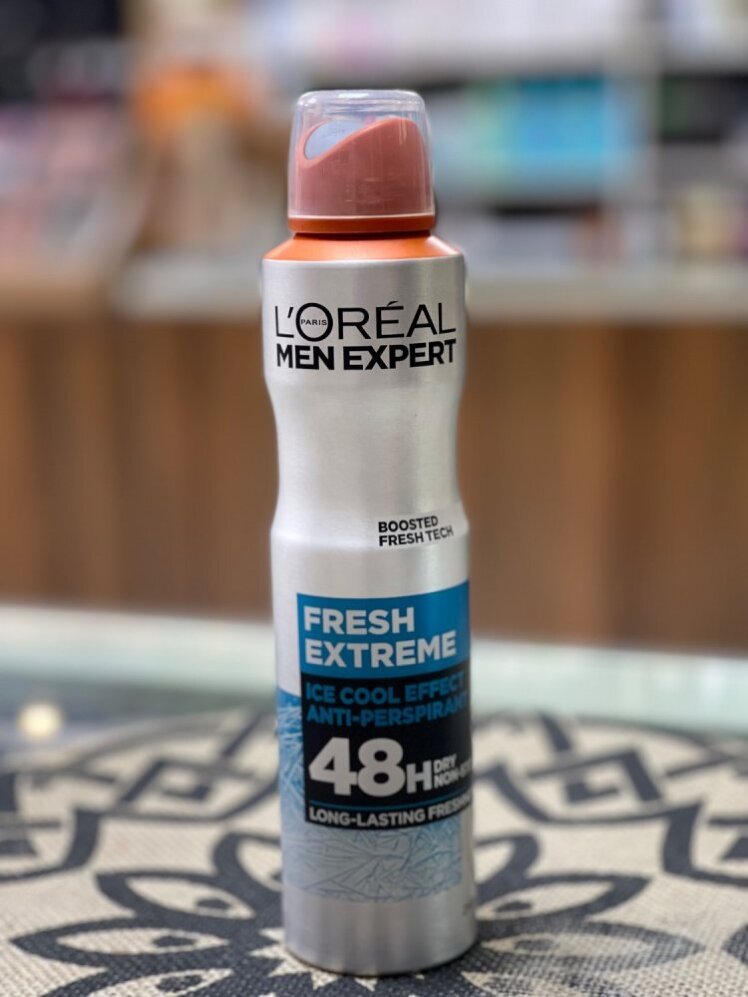 L'ORÉAL
PARIS
MEN EXPERT
BOOSTED
FRESH TECH
FRESH
EXTREME
ICE COOL EFFECT
ANTI-PERSPIRANT
48H DRY
LONG-LASTING